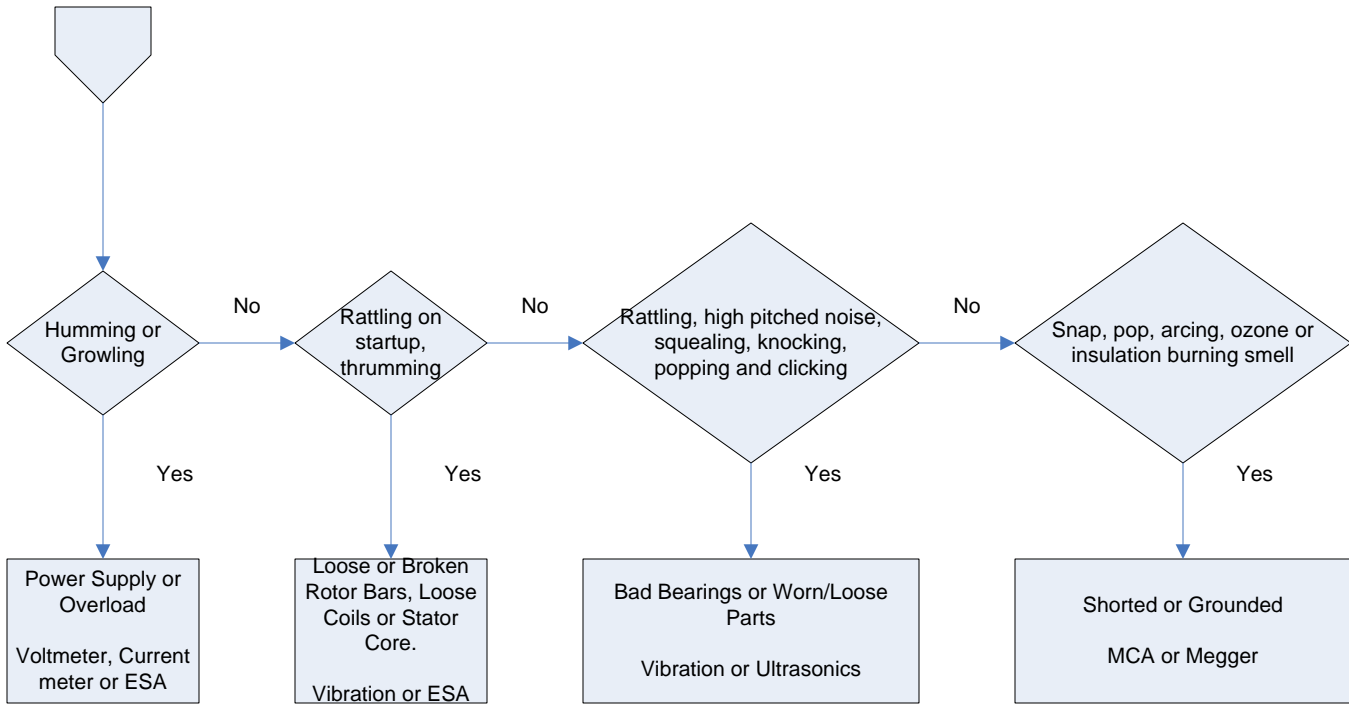 Humming or
Growling
No
Rattling on
startup,
thrumming
No
Rattling, high pitched noise,
squealing, knocking,
popping and clicking
No
Snap, pop, arcing, ozone or
insulation burning smell
Yes
Yes
Yes
Yes
Power Supply or
Overload
Voltmeter, Current
meter or ESA
Loose or Broken
Rotor Bars, Loose
Coils or Stator
Core.
Vibration or ESA
Bad Bearings or Worn/Loose
Parts
Vibration or Ultrasonics
Shorted or Grounded
MCA or Megger